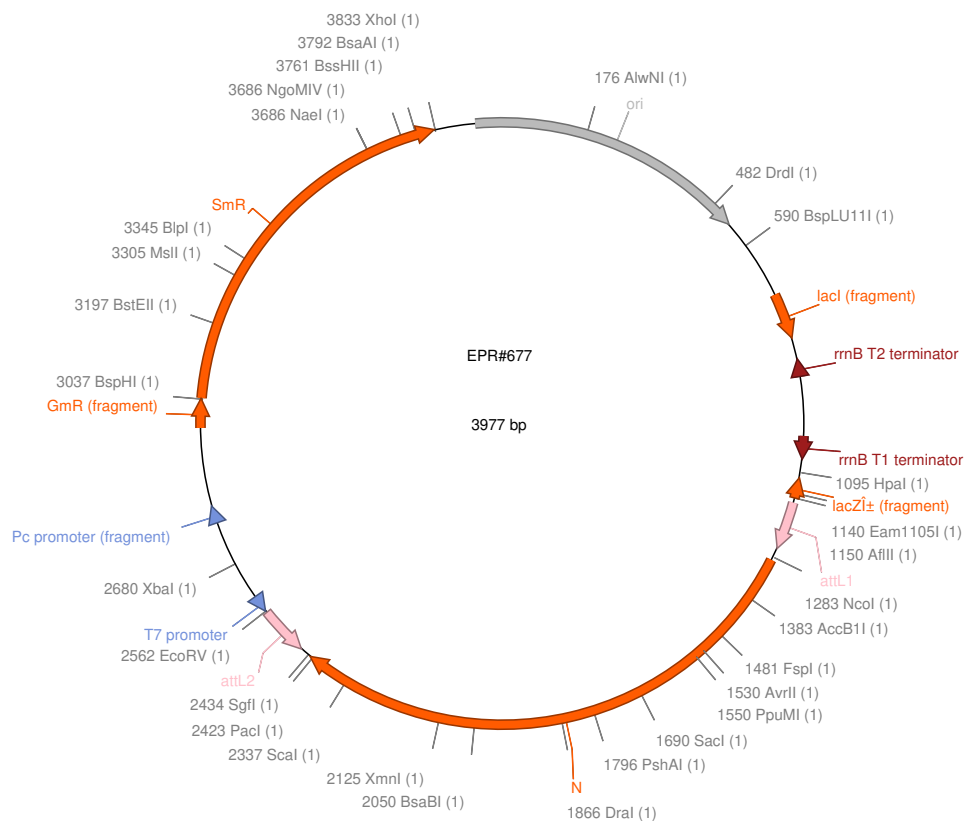 3833 XhoI (1)
3792 BsaAI (1)
3761 BssHII (1)
3686 NgoMIV (1)
3686 NaeI (1)
176 AlwNI (1)
ori
482 DrdI (1)
590 BspLU11I (1)
SmR
3345 BlpI (1)
3305 MslI (1)
3197 BstEII (1)
3037 BspHI (1)
GmR (fragment)
lacI (fragment)
rrnB T2 terminator
EPR#677
3977 bp
rrnB T1 terminator
1095 HpaI (1)
lacZÎ± (fragment)
1140 Eam1105I (1)
1150 AflII (1)
attL1
1283 NcoI (1)
1383 AccB1I (1)
1481 FspI (1)
1530 AvrII (1)
1550 PpuMI (1)
1690 SacI (1)
1796 PshAI (1)
N
1866 DraI (1)
Pc promoter (fragment)
2680 XbaI (1)
T7 promoter
2562 EcoRV (1)
attL2
2434 SgfI (1)
2423 PacI (1)
2337 ScaI (1)
2125 XmnI (1)
2050 BsaBI (1)